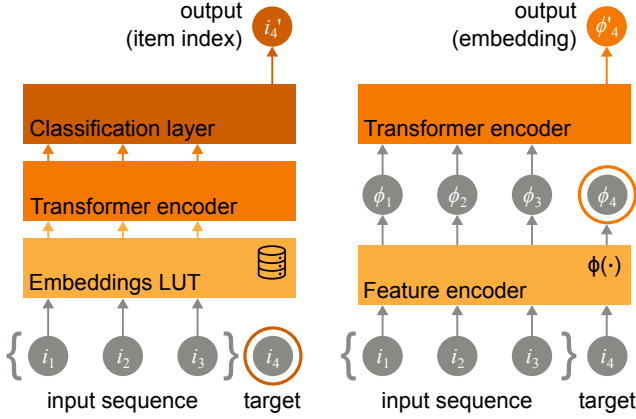 output
(item index)
i₄'
Classification layer
Transformer encoder
Embeddings LUT
{ i₁ i₂ i₃ } i₄
input sequence target
output
(embedding)
ϕ'₄
Transformer encoder
ϕ₁ ϕ₂ ϕ₃ ϕ₄
ϕ(·)
Feature encoder
{ i₁ i₂ i₃ } i₄
input sequence target